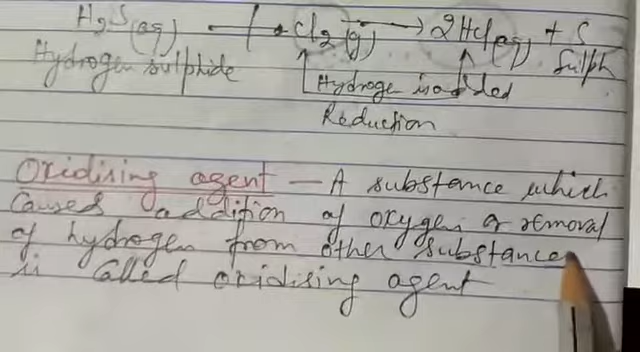 H2S(aq) + Cl2(g) → 2HCl(aq) + S
Hydrogen sulphide Sulph
Hydrogen is added
Reduction
Oxidising agent — A substance which
causes addition of oxygen or removal
of hydrogen from other substance
is called oxidising agent